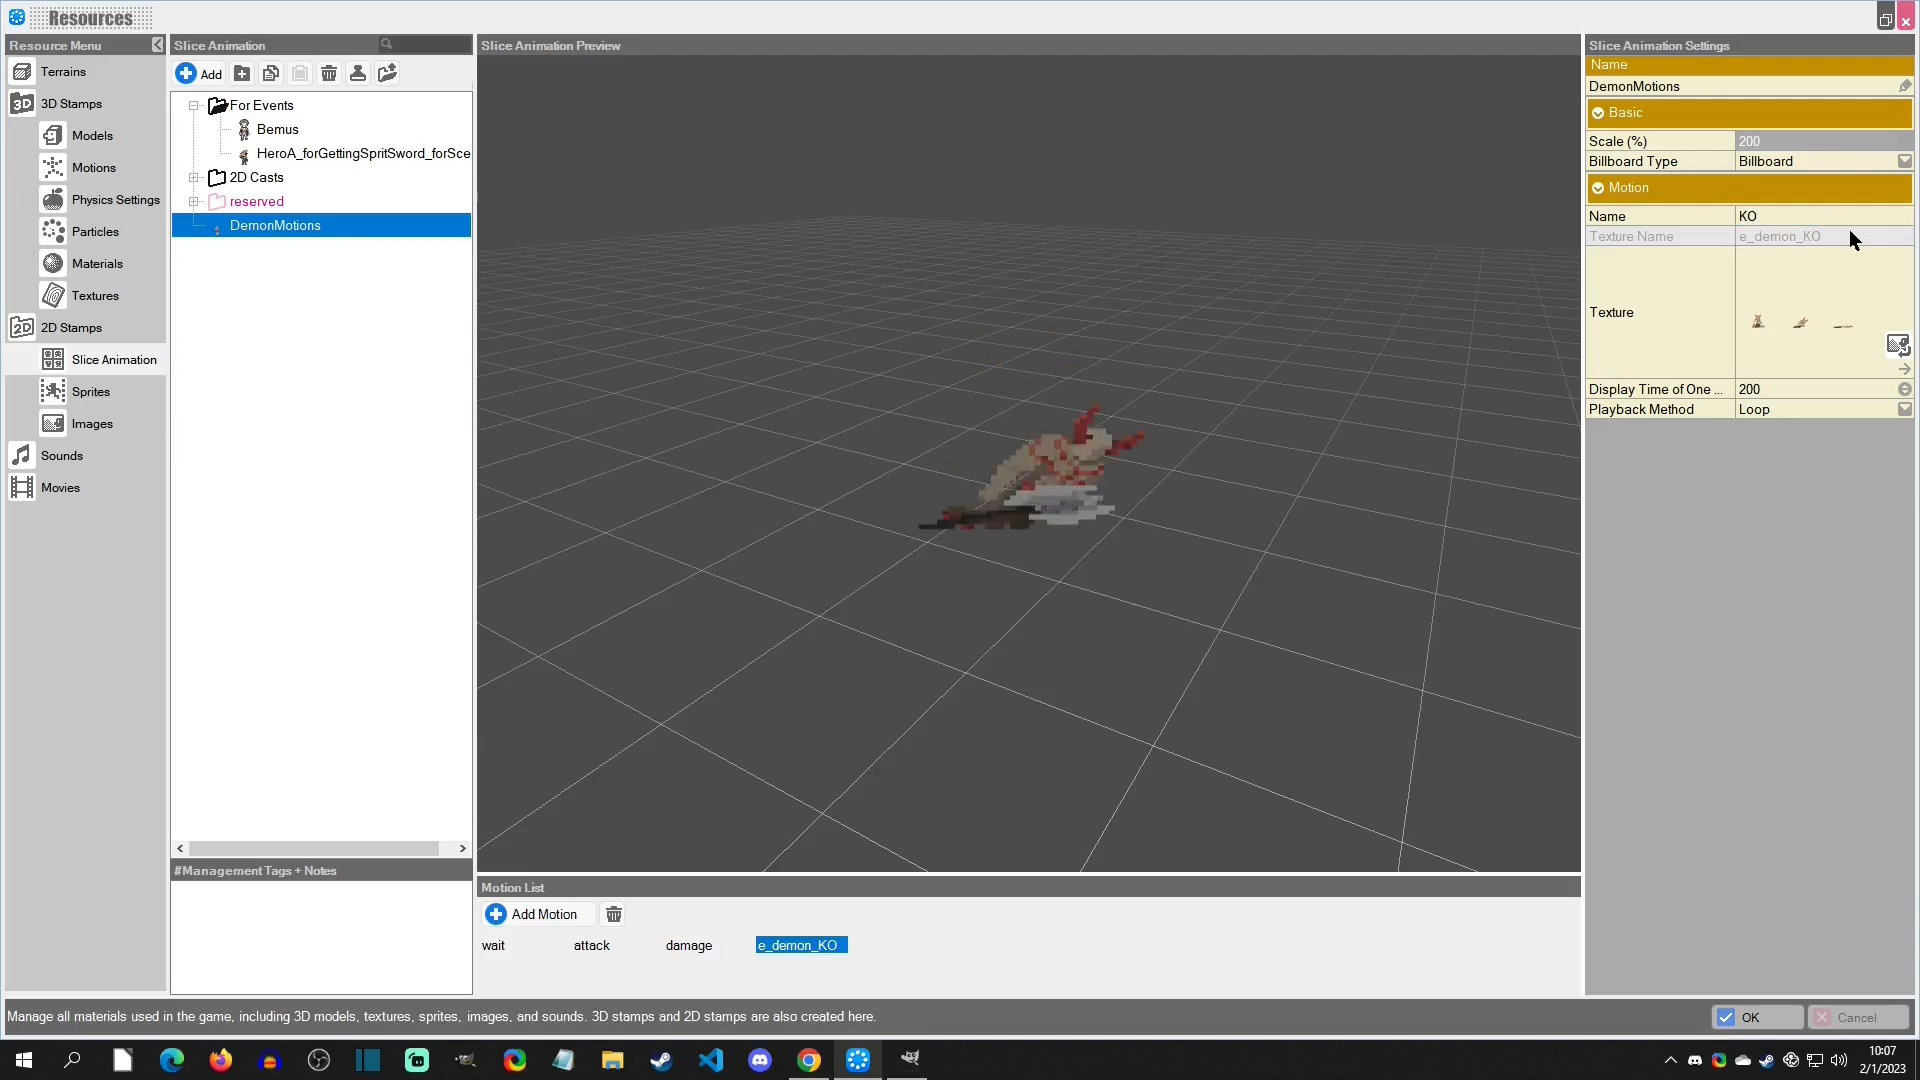 Resources
Resource Menu
Terrains
3D
3D Stamps
Models
Motions
Physics Settings
Particles
Materials
Textures
2D
2D Stamps
Slice Animation
Sprites
Images
Sounds
Movies
Slice Animation
Add
For Events
Bemus
HeroA_forGettingSpritSword_forSce
2D Casts
reserved
DemonMotions
#Management Tags + Notes
Slice Animation Preview
Motion List
Add Motion
wait attack damage e_demon_KO
Slice Animation Settings
Name
DemonMotions
Basic
Scale (%) 200
Billboard Type Billboard
Motion
Name KO
Texture Name e_demon_KO
Texture
Display Time of One ... 200
Playback Method Loop
Manage all materials used in the game, including 3D models, textures, sprites, images, and sounds. 3D stamps and 2D stamps are also created here.
OK
Cancel
10:07
2/1/2023